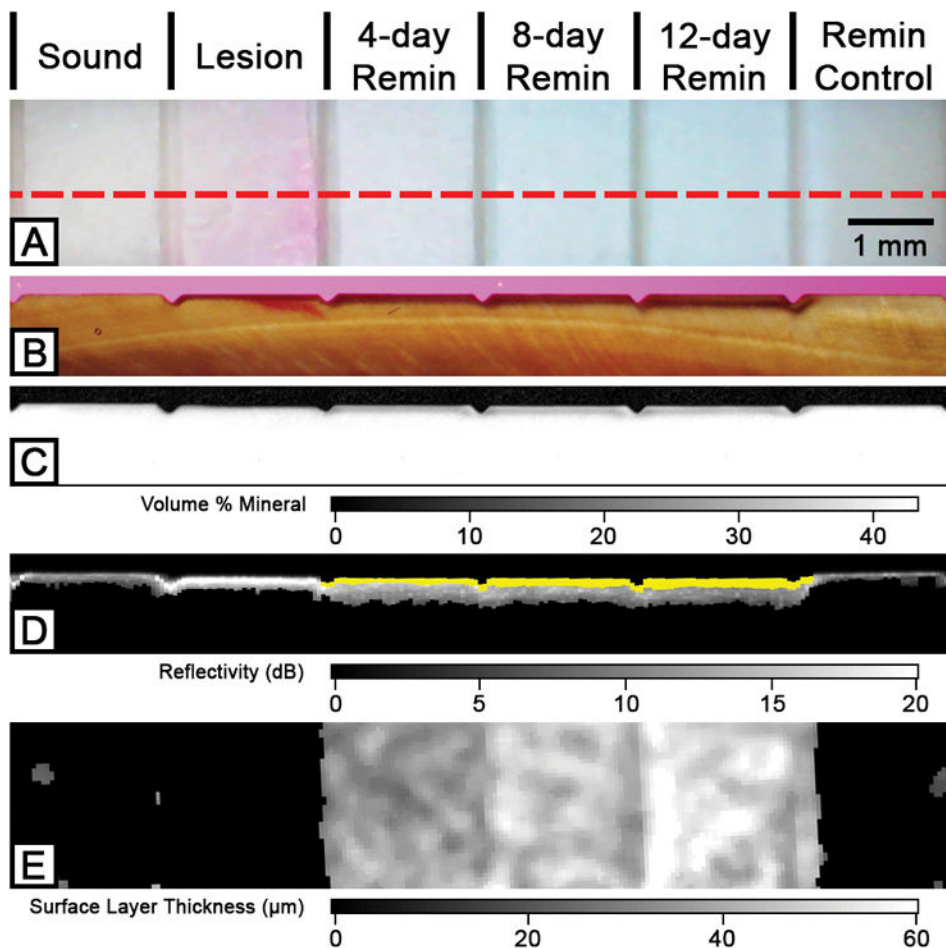 Sound
Lesion
4-day
Remin
8-day
Remin
12-day
Remin
Remin
Control
A
1 mm
B
C
Volume % Mineral
0 10 20 30 40
D
Reflectivity (dB)
0 5 10 15 20
E
Surface Layer Thickness (µm)
0 20 40 60